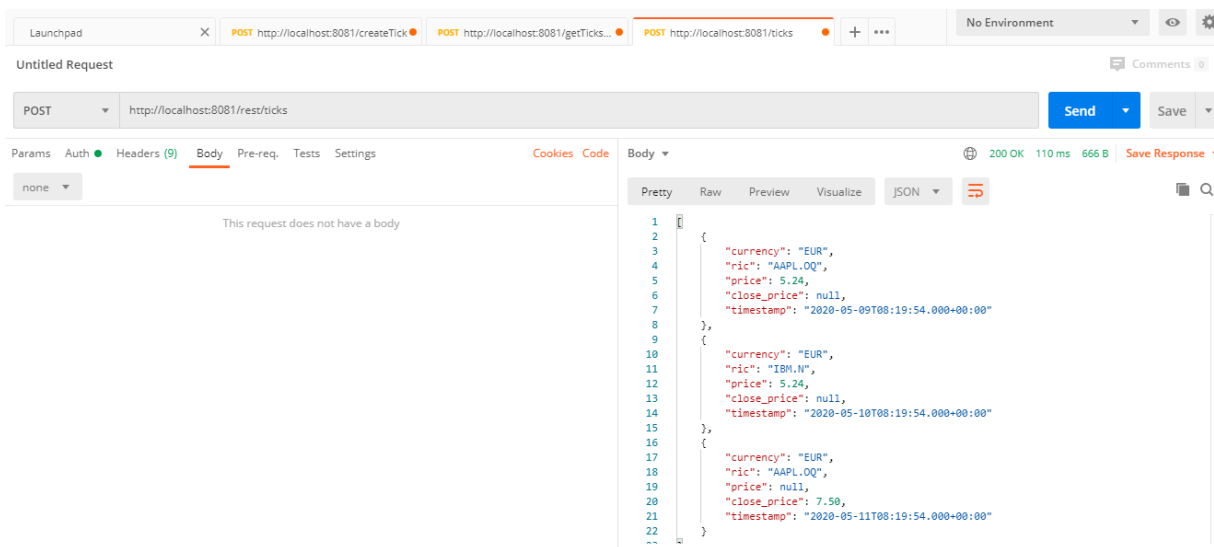 Launchpad
POST http://localhost:8081/createTick
POST http://localhost:8081/getTicks...
POST http://localhost:8081/ticks
No Environment
Untitled Request
Comments 0
POST http://localhost:8081/rest/ticks Send Save
Params Auth Headers (9) Body Pre-req. Tests Settings Cookies Code
Body 200 OK 110 ms 666 B Save Response
none
Pretty Raw Preview Visualize JSON
This request does not have a body
1 [
2 {
3 "currency": "EUR",
4 "ric": "AAPL.OQ",
5 "price": 5.24,
6 "close_price": null,
7 "timestamp": "2020-05-09T08:19:54.000+00:00"
8 },
9 {
10 "currency": "EUR",
11 "ric": "IBM.N",
12 "price": 5.24,
13 "close_price": null,
14 "timestamp": "2020-05-10T08:19:54.000+00:00"
15 },
16 {
17 "currency": "EUR",
18 "ric": "AAPL.OQ",
19 "price": null,
20 "close_price": 7.50,
21 "timestamp": "2020-05-11T08:19:54.000+00:00"
22 }